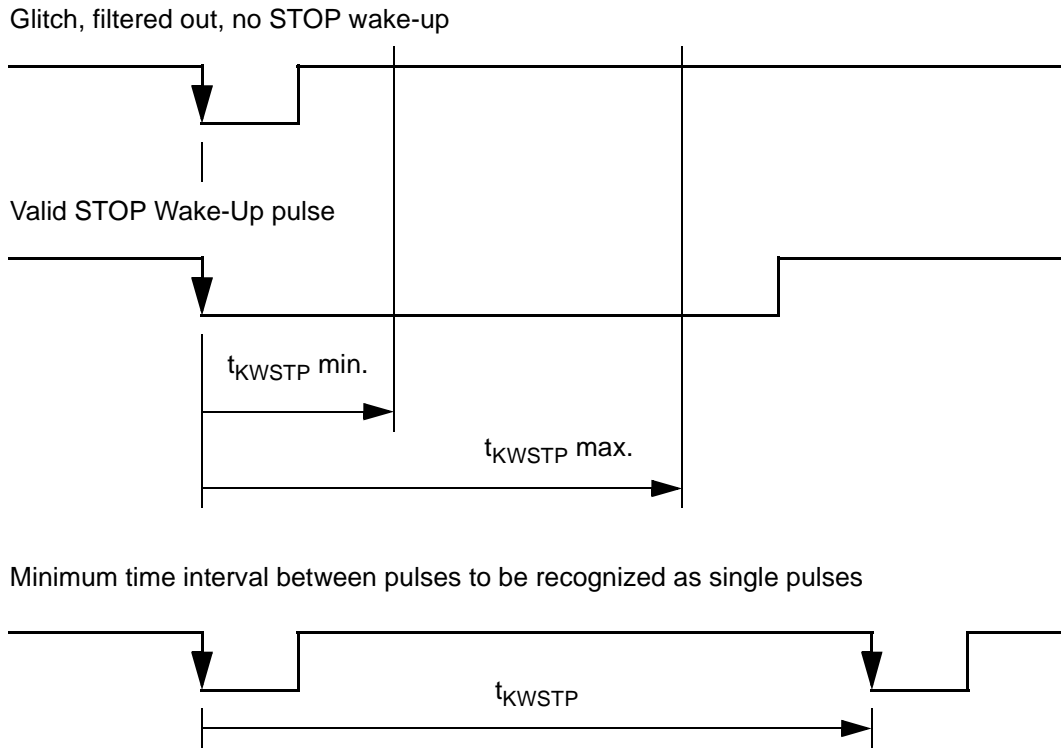 Glitch, filtered out, no STOP wake-up
Valid STOP Wake-Up pulse
tKWSTP min.
tKWSTP max.
Minimum time interval between pulses to be recognized as single pulses
tKWSTP